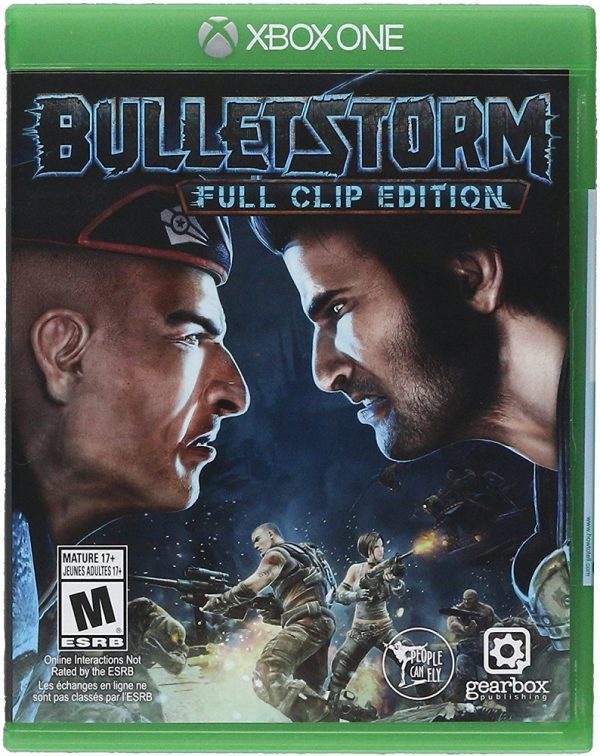 XBOX ONE
BULLETSTORM
FULL CLIP EDITION
MATURE 17+
JEUNES ADULTES 17+
M
ESRB
Online Interactions Not
Rated by the ESRB
Les échanges en ligne ne
sont pas classés par l'ESRB
PEOPLE
CAN FLY
gearbox
publishing